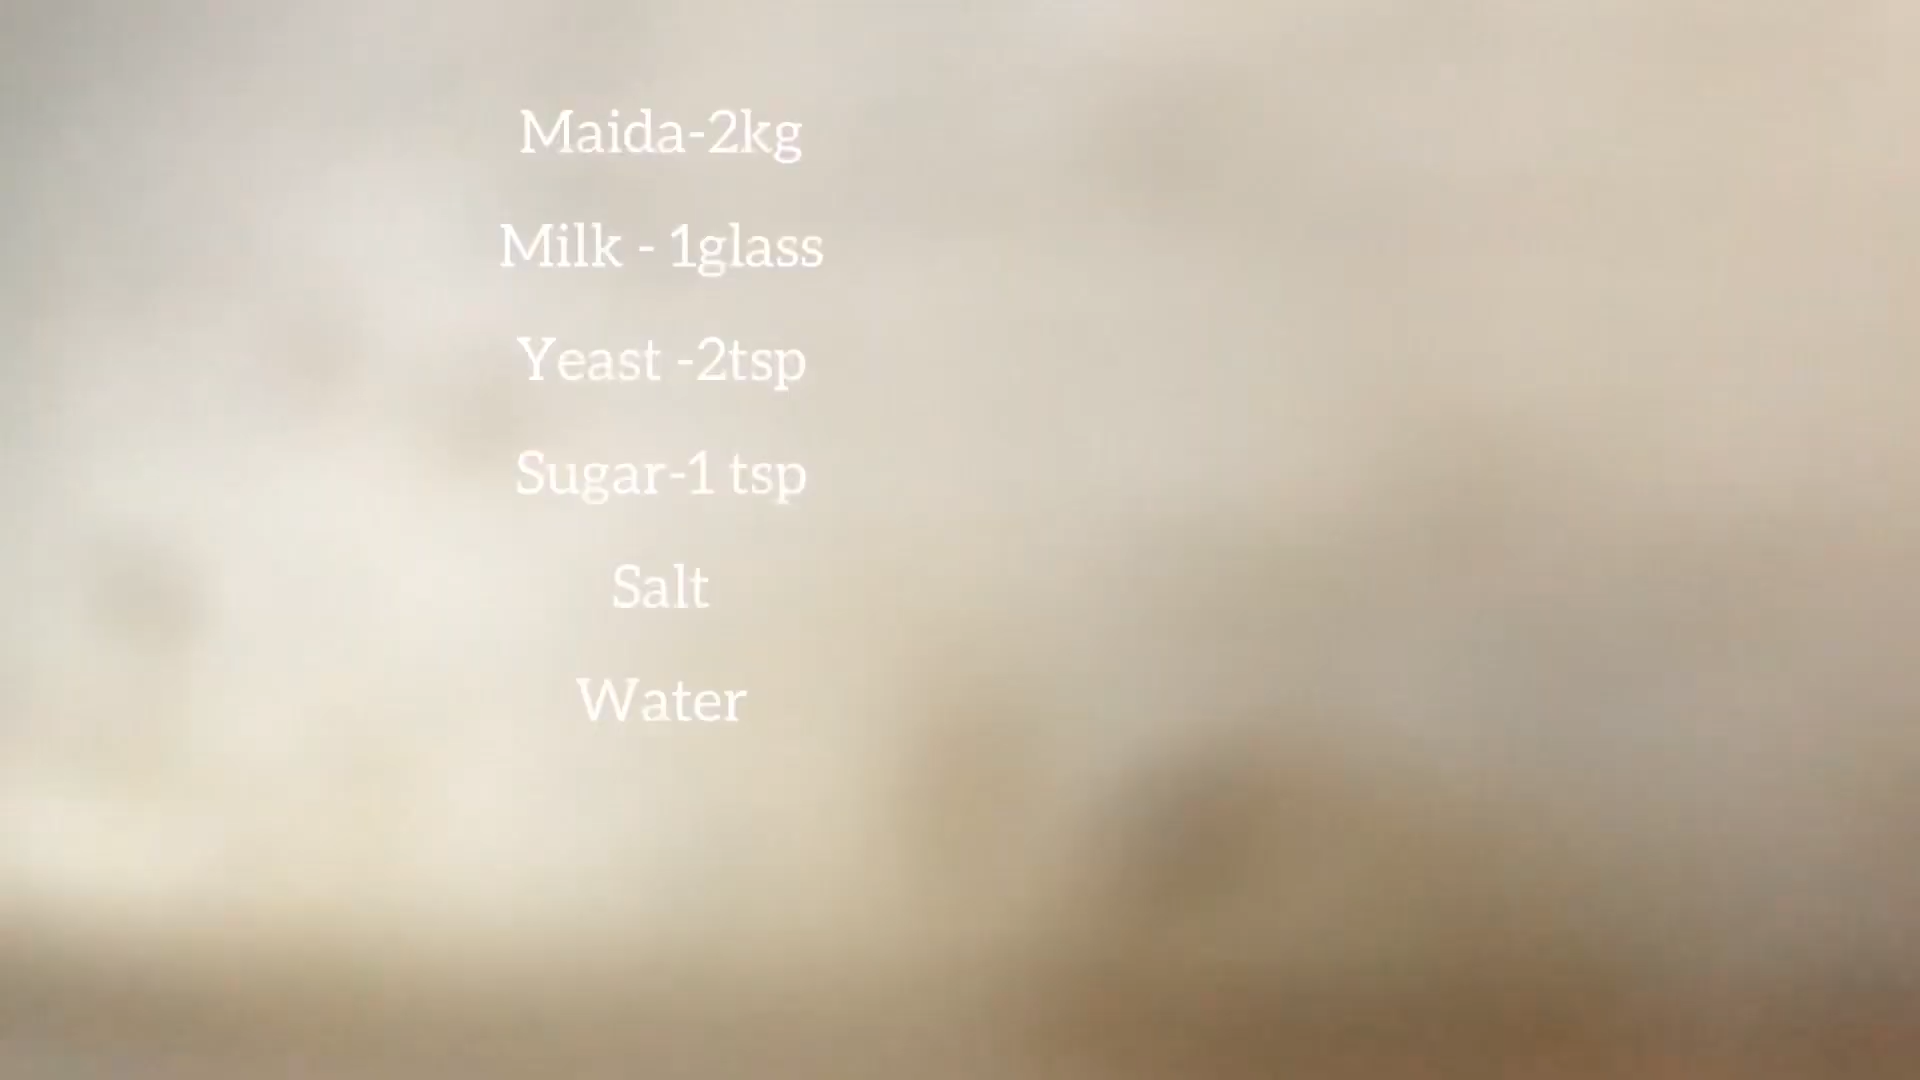 Maida-2kg
Milk - 1glass
Yeast -2tsp
Sugar-1 tsp
Salt
Water